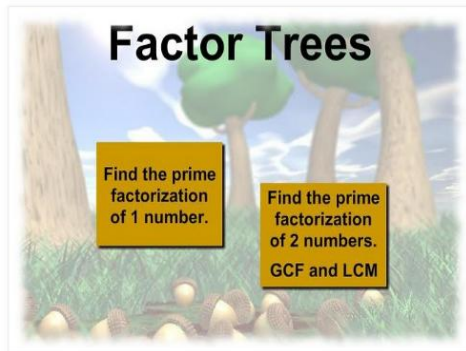 Factor Trees
Find the prime
factorization
of 1 number.
Find the prime
factorization
of 2 numbers.
GCF and LCM